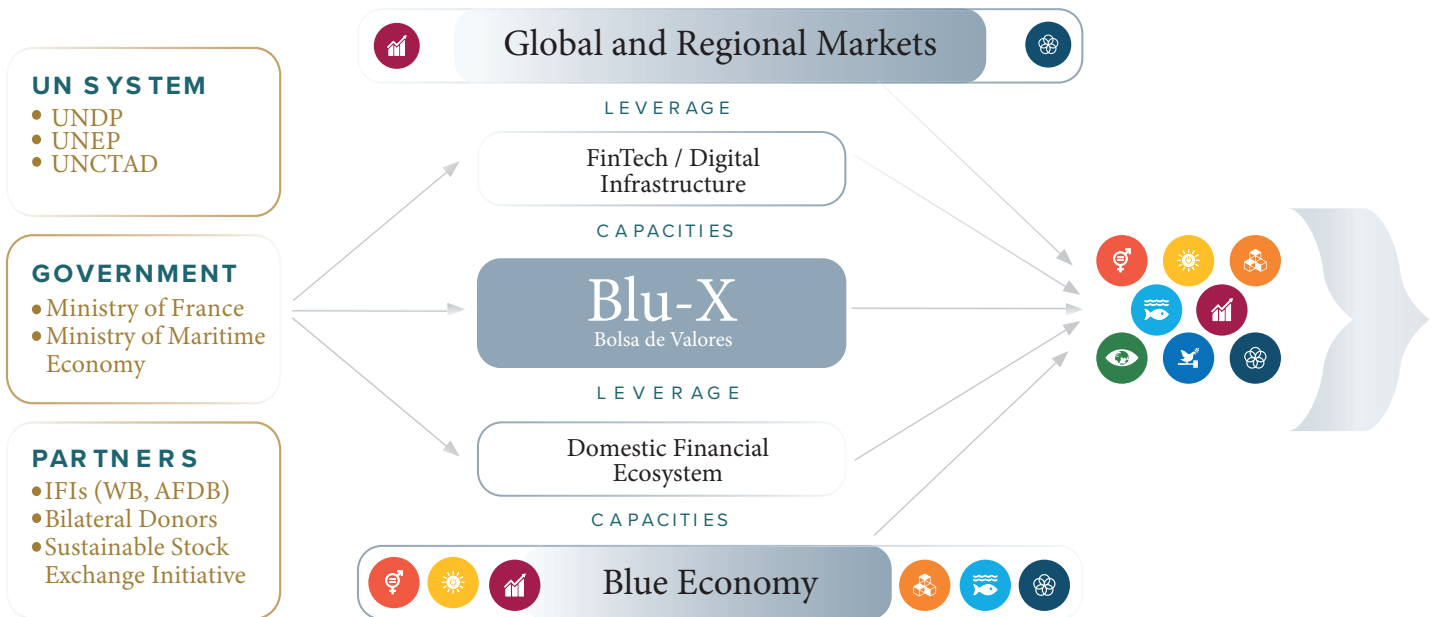 UN SYSTEM
• UNDP
• UNEP
• UNCTAD
GOVERNMENT
• Ministry of France
• Ministry of Maritime
Economy
PARTNERS
• IFIs (WB, AFDB)
• Bilateral Donors
• Sustainable Stock
Exchange Initiative
Global and Regional Markets
LEVERAGE
FinTech / Digital
Infrastructure
CAPACITIES
Blu-X
Bolsa de Valores
LEVERAGE
Domestic Financial
Ecosystem
CAPACITIES
Blue Economy